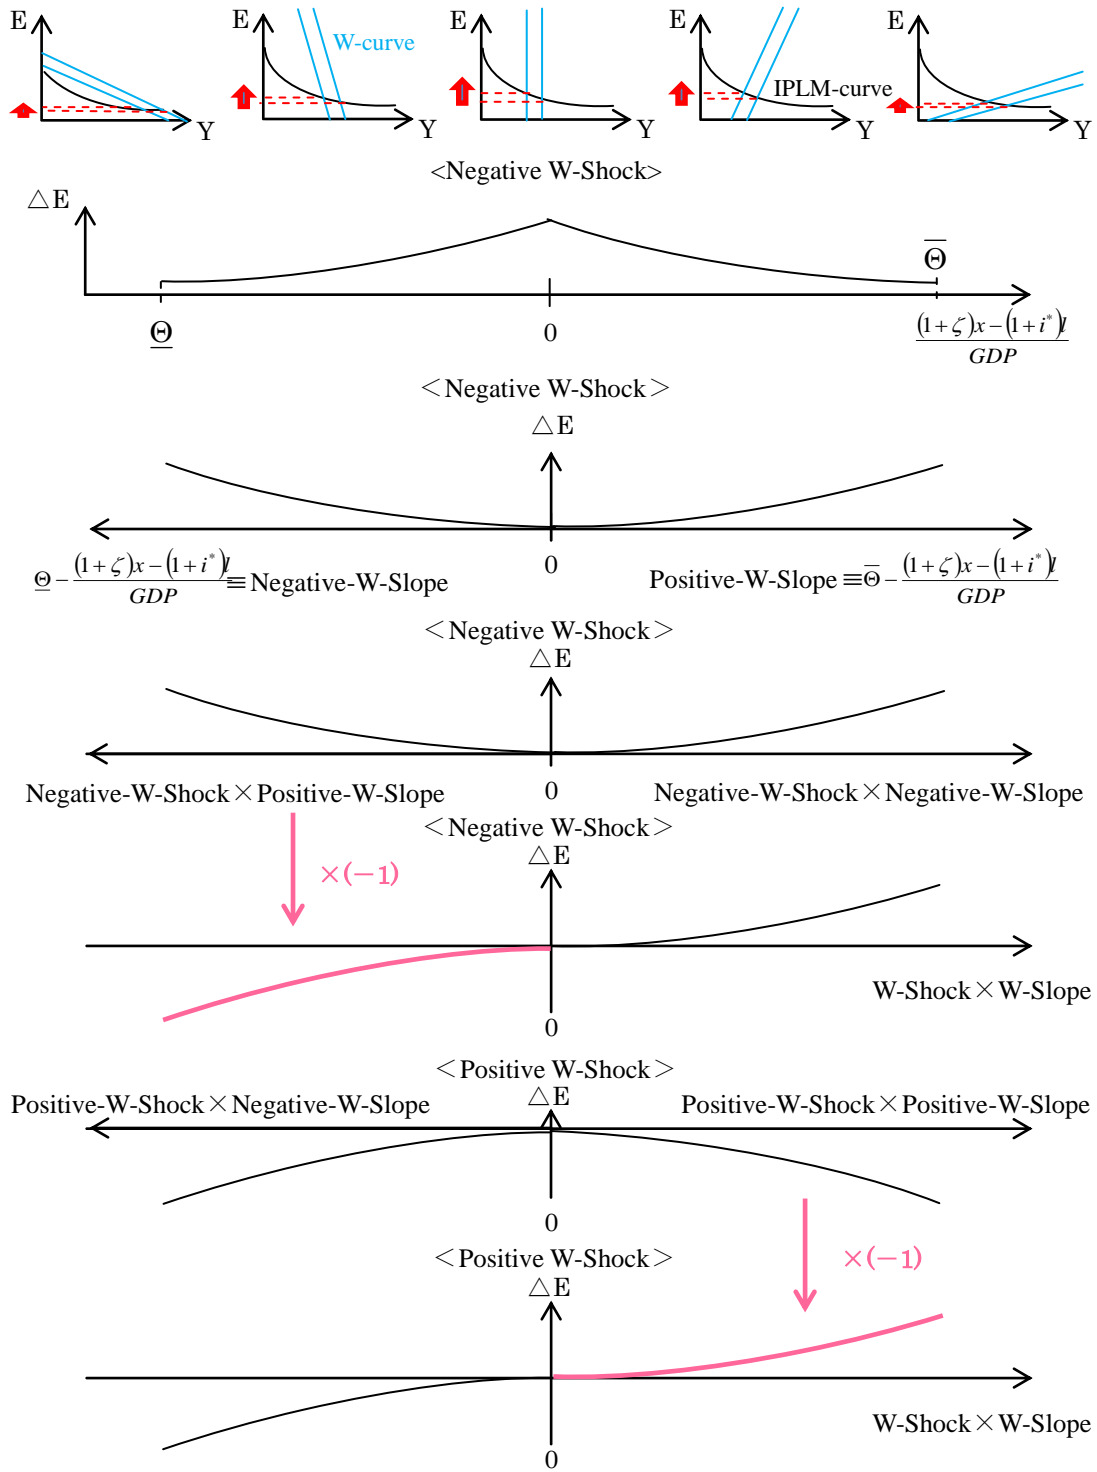 E E E E E
W-curve
IPLM-curve
Y Y Y Y Y
<Negative W-Shock>
△E
Θ̅
Θ̲ 0 (1+ζ)x−(1+i*)l / GDP
＜Negative W-Shock＞
△E
0
Θ̲ − (1+ζ)x−(1+i*)l / GDP ≡ Negative-W-Slope Positive-W-Slope ≡ Θ̅ − (1+ζ)x−(1+i*)l / GDP
＜Negative W-Shock＞
△E
0
Negative-W-Shock×Positive-W-Slope Negative-W-Shock×Negative-W-Slope
＜Negative W-Shock＞
△E
×(−1)
W-Shock×W-Slope
0
＜Positive W-Shock＞
△E
Positive-W-Shock×Negative-W-Slope Positive-W-Shock×Positive-W-Slope
0
＜Positive W-Shock＞
×(−1)
△E
W-Shock×W-Slope
0